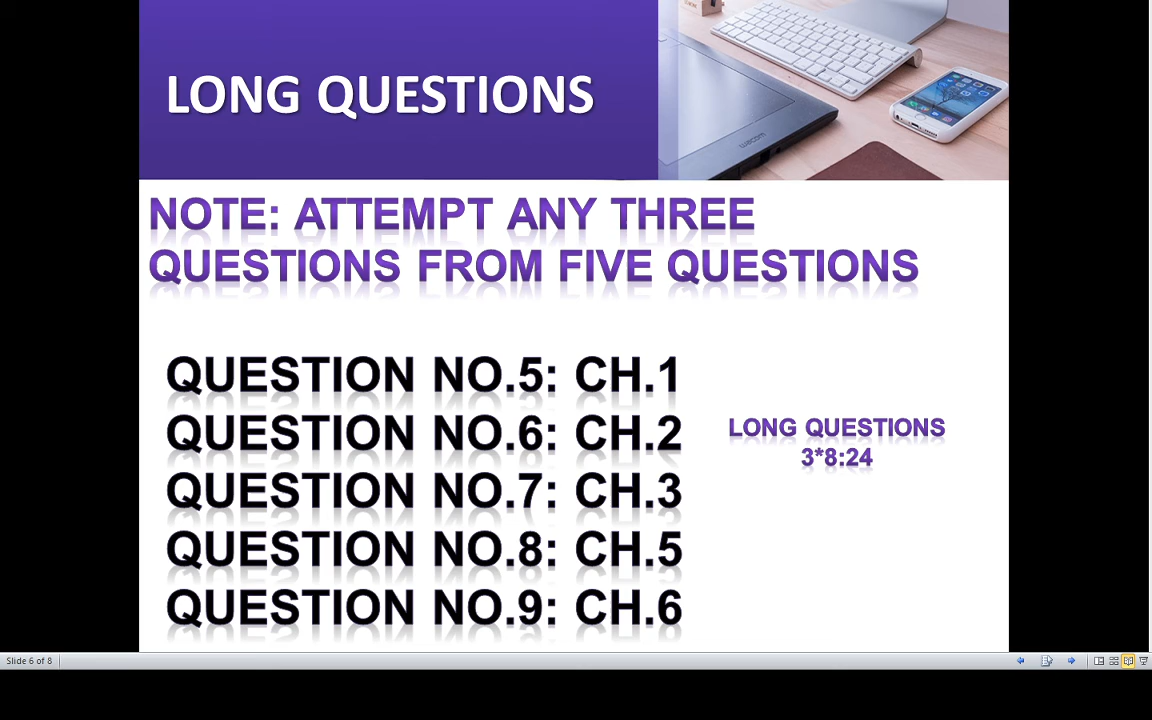 LONG QUESTIONS
wacom
NOTE: ATTEMPT ANY THREE
QUESTIONS FROM FIVE QUESTIONS
QUESTION NO.5: CH.1
QUESTION NO.6: CH.2
QUESTION NO.7: CH.3
QUESTION NO.8: CH.5
QUESTION NO.9: CH.6
LONG QUESTIONS
3*8:24
Slide 6 of 8